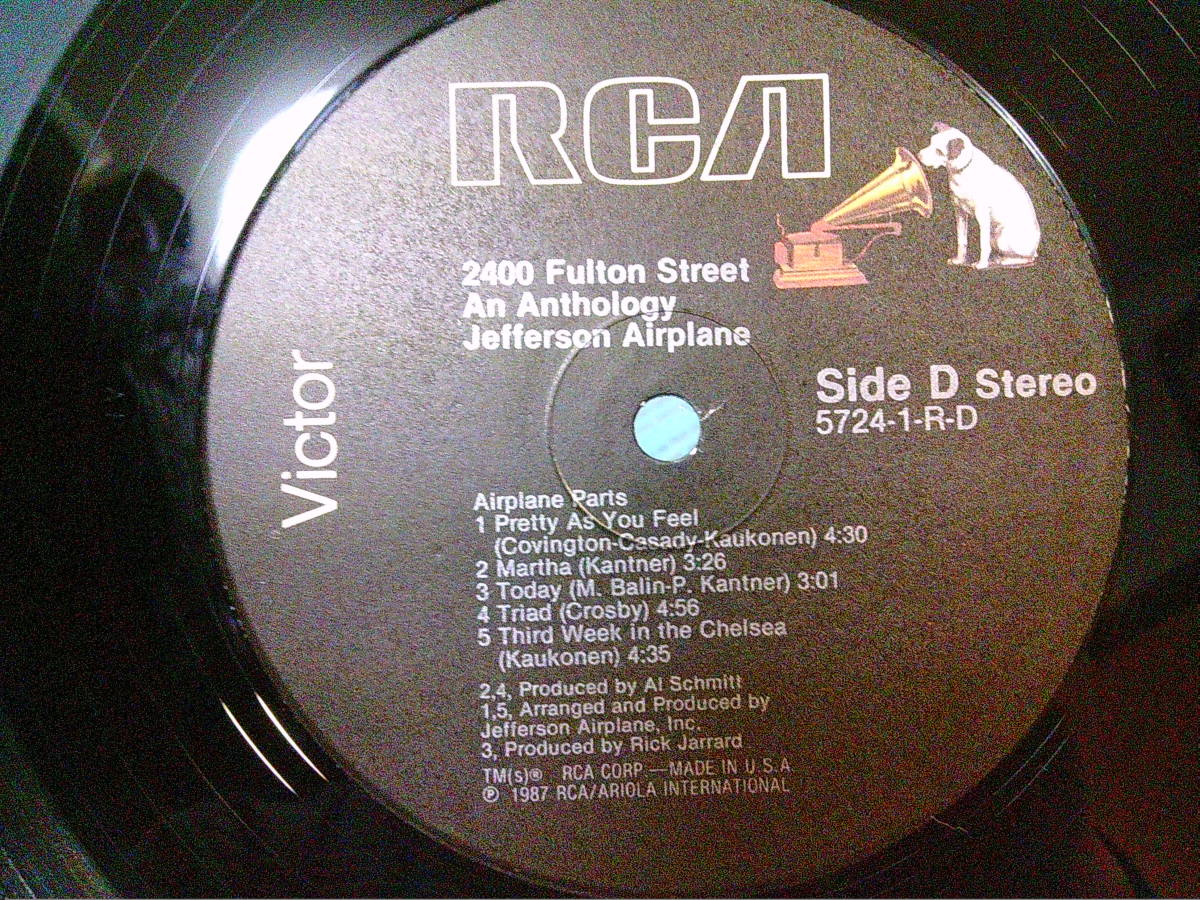 RCA
2400 Fulton Street
An Anthology
Jefferson Airplane
Side D Stereo
5724-1-R-D
Victor
Airplane Parts
1 Pretty As You Feel
(Covington-Casady-Kaukonen) 4:30
2 Martha (Kantner) 3:26
3 Today (M. Balin-P. Kantner) 3:01
4 Triad (Crosby) 4:56
5 Third Week in the Chelsea
(Kaukonen) 4:35
2,4, Produced by Al Schmitt
1,5, Arranged and Produced by
Jefferson Airplane, Inc.
3, Produced by Rick Jarrard
TM(s)® RCA CORP.—MADE IN U.S.A
℗ 1987 RCA/ARIOLA INTERNATIONAL